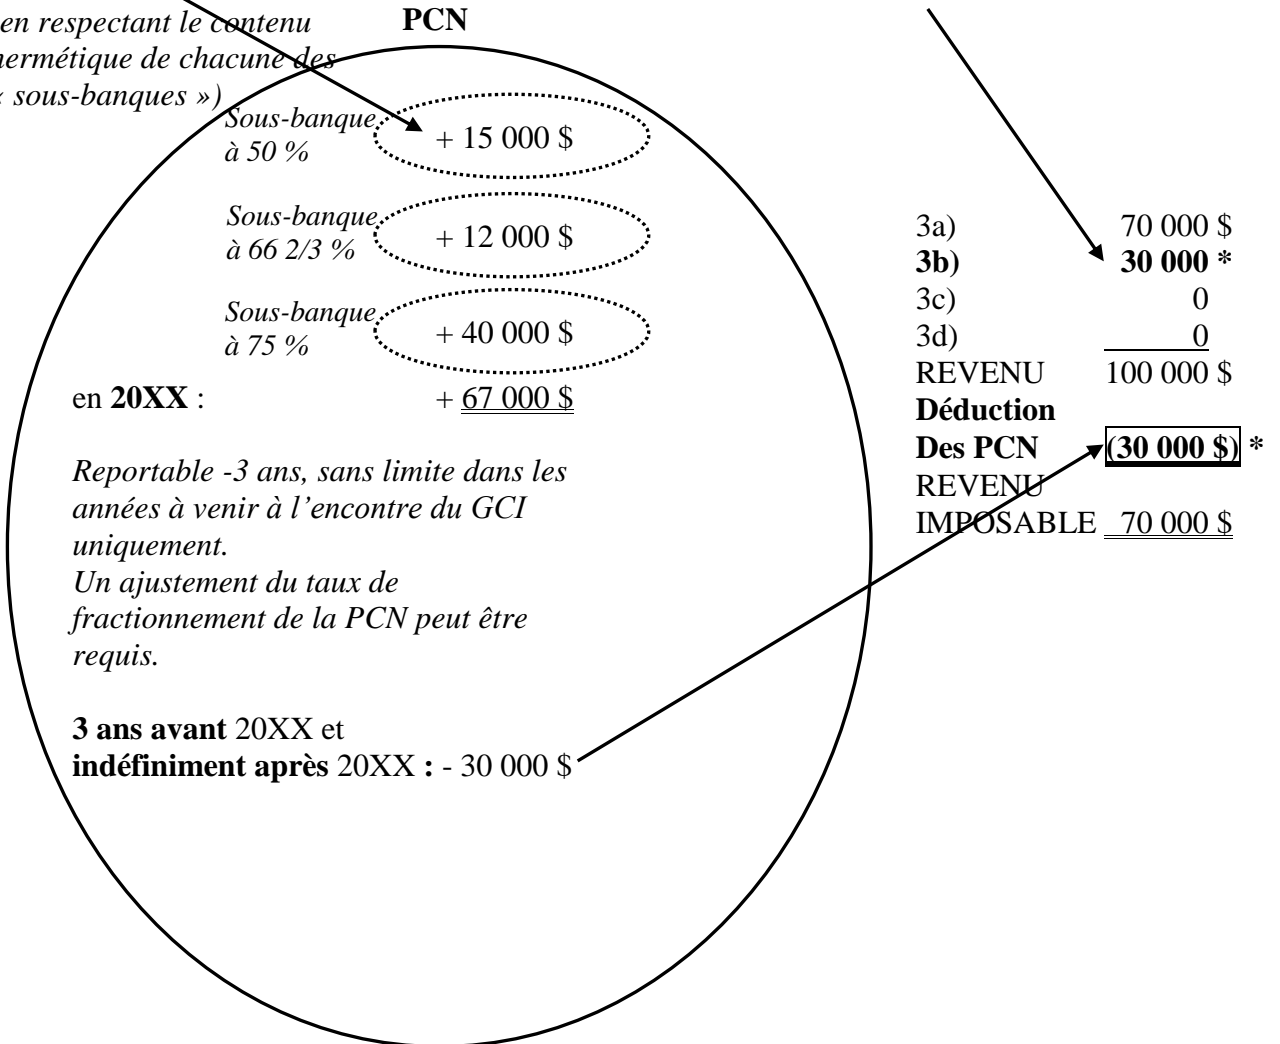 en respectant le contenu
hermétique de chacune des
« sous-banques »)
PCN
Sous-banque
à 50 %
+ 15 000 $
Sous-banque
à 66 2/3 %
+ 12 000 $
Sous-banque
à 75 %
+ 40 000 $
en 20XX :
+ 67 000 $
Reportable -3 ans, sans limite dans les
années à venir à l'encontre du GCI
uniquement.
Un ajustement du taux de
fractionnement de la PCN peut être
requis.
3 ans avant 20XX et
indéfiniment après 20XX : - 30 000 $
3a) 70 000 $
3b) 30 000 *
3c) 0
3d) 0
REVENU 100 000 $
Déduction
Des PCN (30 000 $) *
REVENU
IMPOSABLE 70 000 $